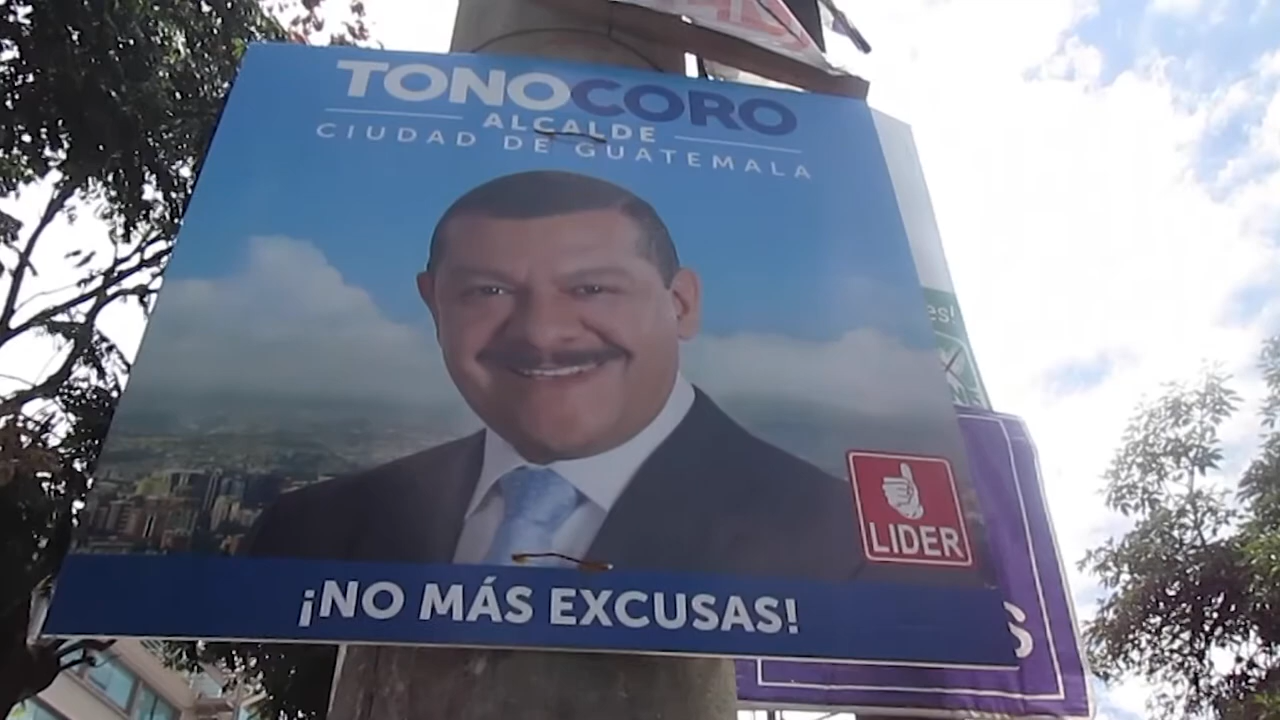 TONOCORO
ALCALDE
CIUDAD DE GUATEMALA
LIDER
¡NO MÁS EXCUSAS!